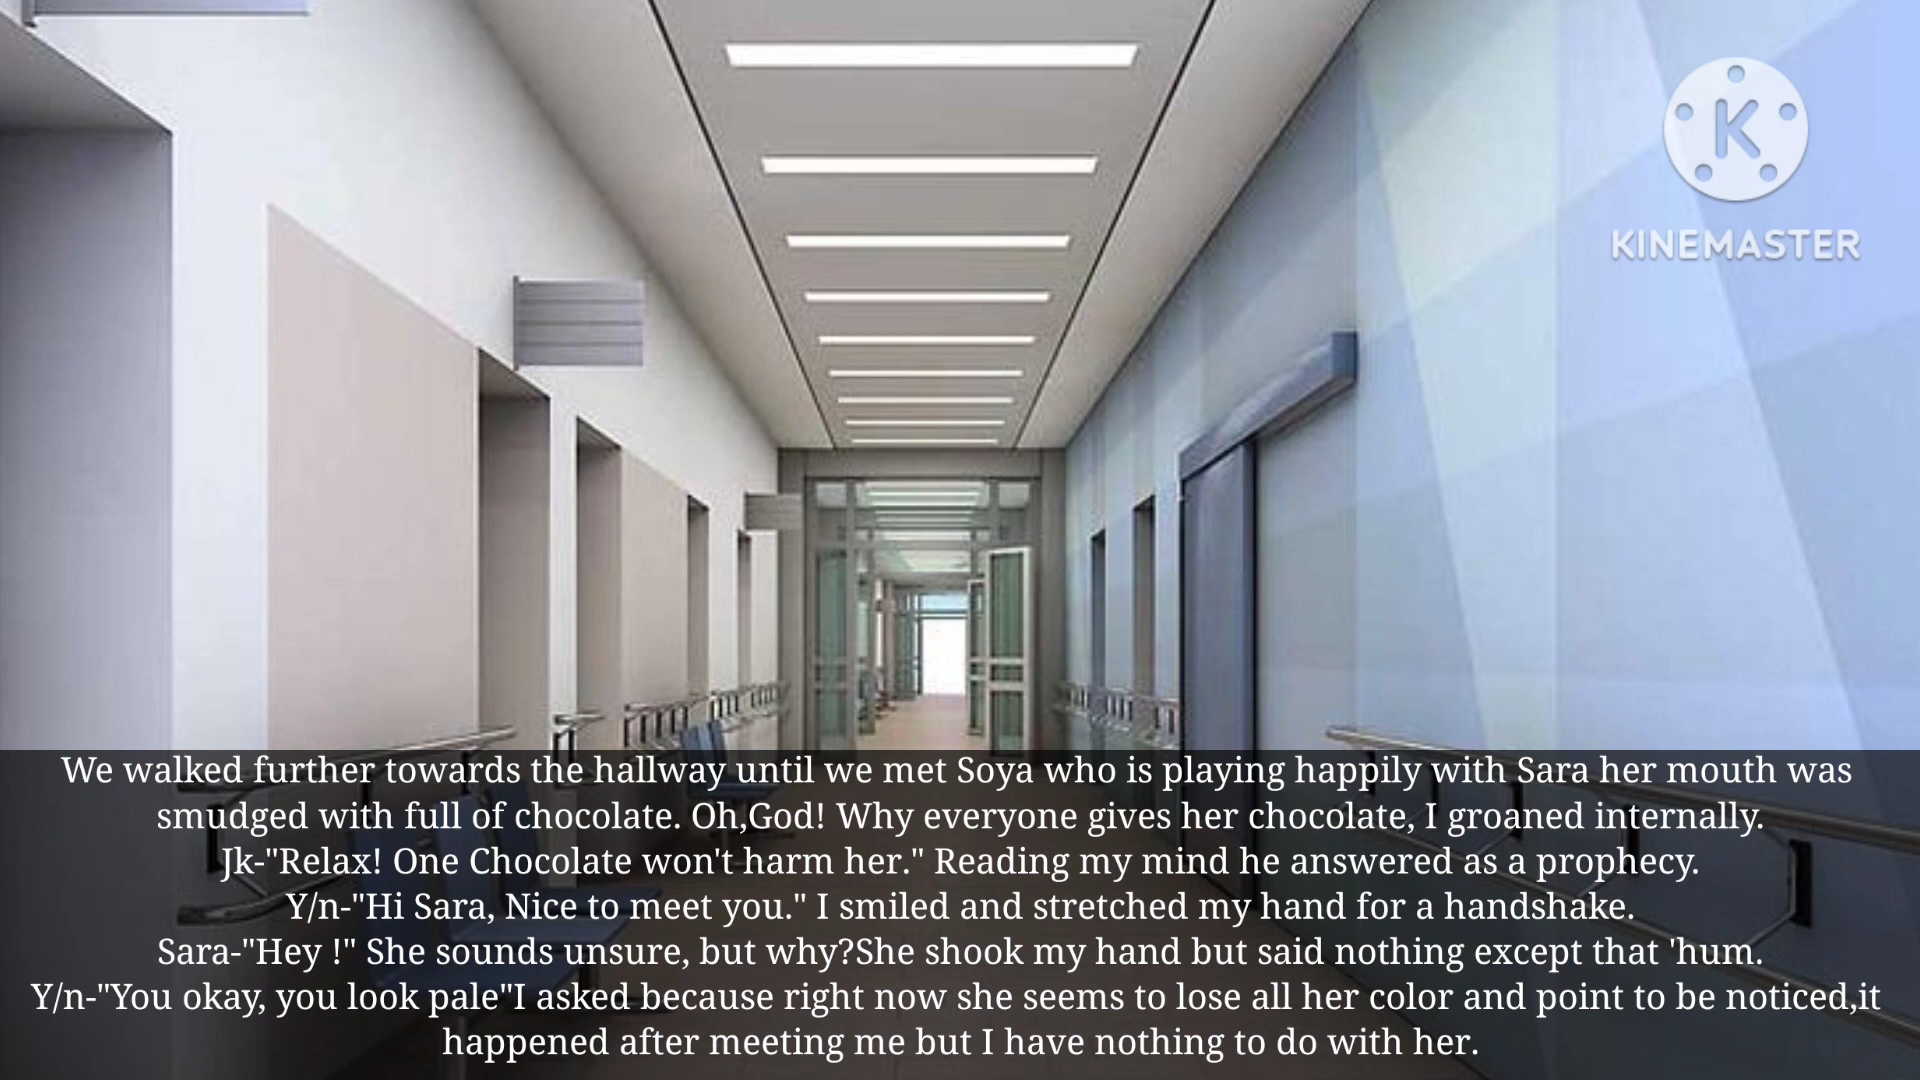 K
KINEMASTER
We walked further towards the hallway until we met Soya who is playing happily with Sara her mouth was
smudged with full of chocolate. Oh,God! Why everyone gives her chocolate, I groaned internally.
Jk-"Relax! One Chocolate won't harm her." Reading my mind he answered as a prophecy.
Y/n-"Hi Sara, Nice to meet you." I smiled and stretched my hand for a handshake.
Sara-"Hey !" She sounds unsure, but why?She shook my hand but said nothing except that 'hum.
Y/n-"You okay, you look pale"I asked because right now she seems to lose all her color and point to be noticed,it
happened after meeting me but I have nothing to do with her.